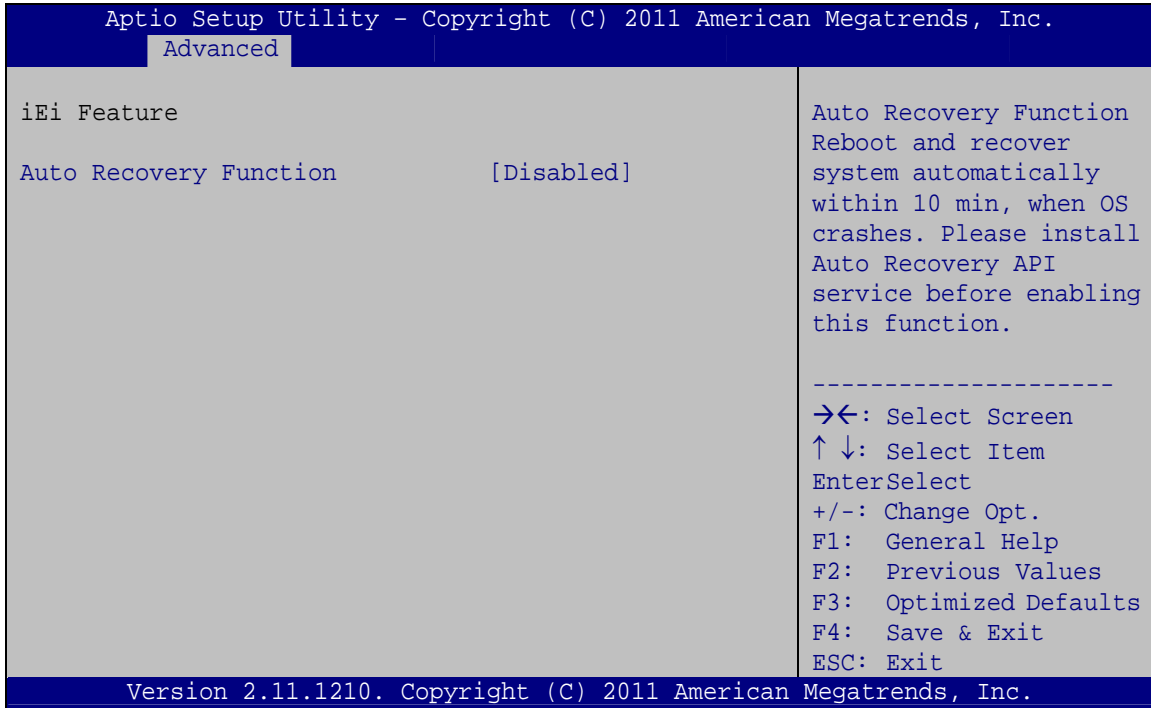 Aptio Setup Utility – Copyright (C) 2011 American Megatrends, Inc.
Advanced
iEi Feature
Auto Recovery Function [Disabled]
Auto Recovery Function
Reboot and recover
system automatically
within 10 min, when OS
crashes. Please install
Auto Recovery API
service before enabling
this function.
---------------------
→←: Select Screen
↑ ↓: Select Item
EnterSelect
+/-: Change Opt.
F1: General Help
F2: Previous Values
F3: Optimized Defaults
F4: Save & Exit
ESC: Exit
Version 2.11.1210. Copyright (C) 2011 American Megatrends, Inc.